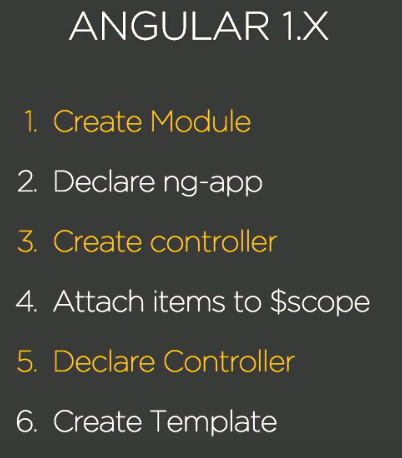 ANGULAR 1.X
1. Create Module
2. Declare ng-app
3. Create controller
4. Attach items to $scope
5. Declare Controller
6. Create Template